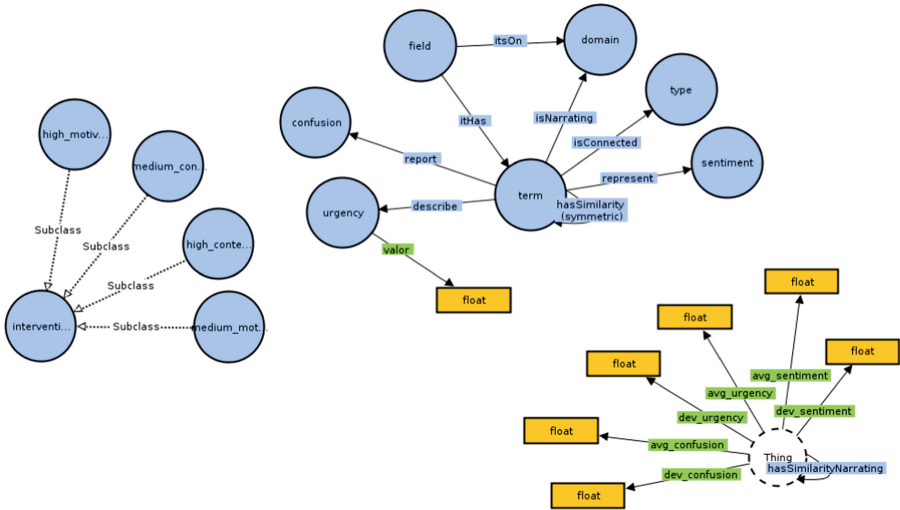 field
itsOn
domain
type
high_motiv...
confusion
itHas
isNarrating
isConnected
medium_con...
report
sentiment
represent
term
urgency
describe
hasSimilarity
(symmetric)
Subclass
Subclass
high_conte...
valor
Subclass
float
float
float
interventi...
Subclass
medium_mot...
float
float
avg_sentiment
avg_urgency
dev_urgency
dev_sentiment
float
avg_confusion
Thing
hasSimilarityNarrating
dev_confusion
float